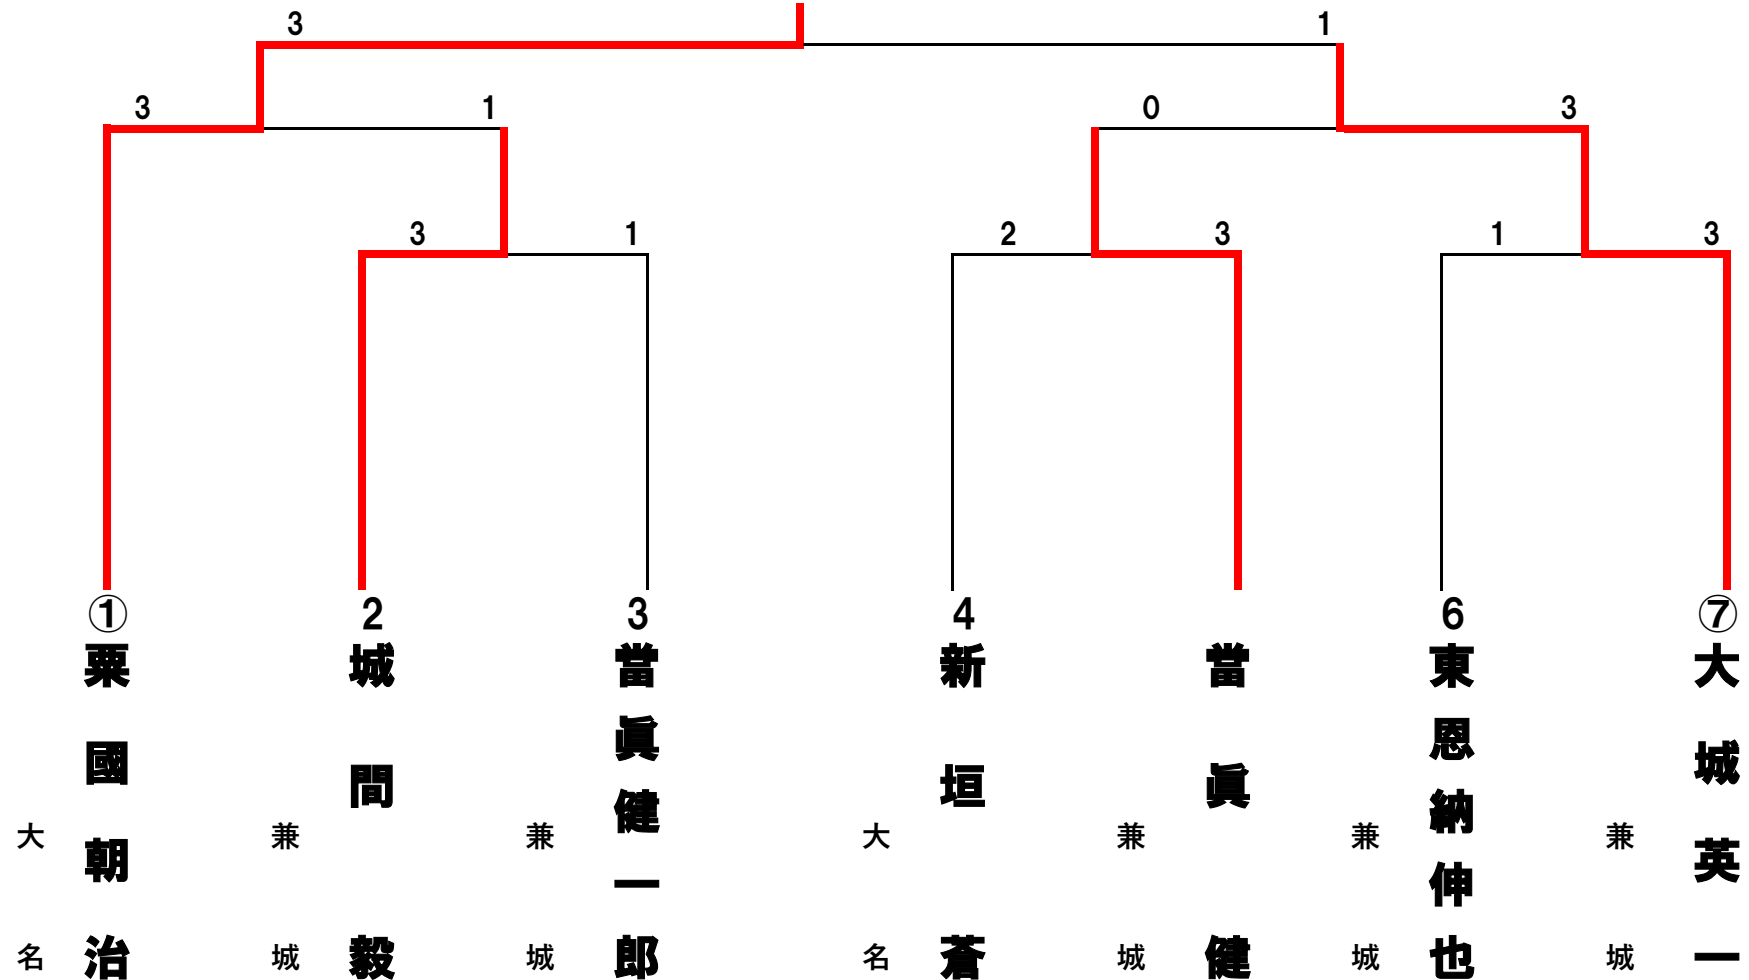 3 1
3 1 0 3
3 1 2 3 1 3
① 2 3 4 6 ⑦
粟國朝治
大名
城間毅
兼城
當眞健一郎
兼城
新垣蒼
大名
當眞健
兼城
東恩納伸也
兼城
大城英一
兼城